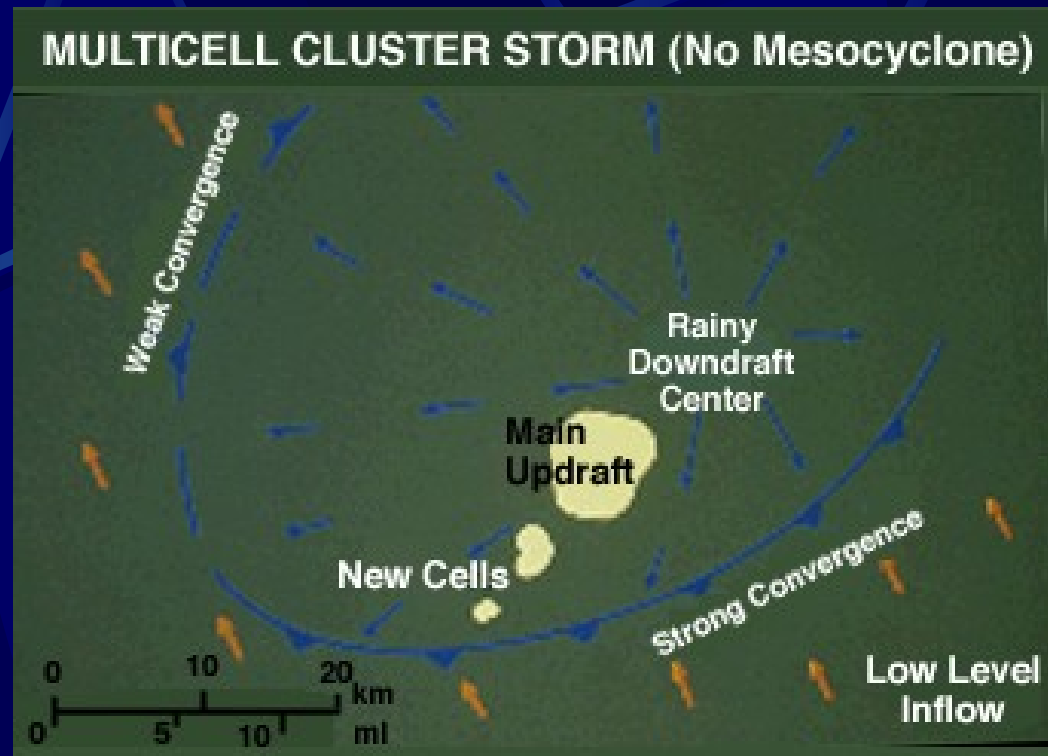 MULTICELL CLUSTER STORM (No Mesocyclone)
Weak Convergence
Rainy
Downdraft
Center
Main
Updraft
New Cells
Strong Convergence
Low Level
Inflow
0 10 20
km
0 5 10 ml